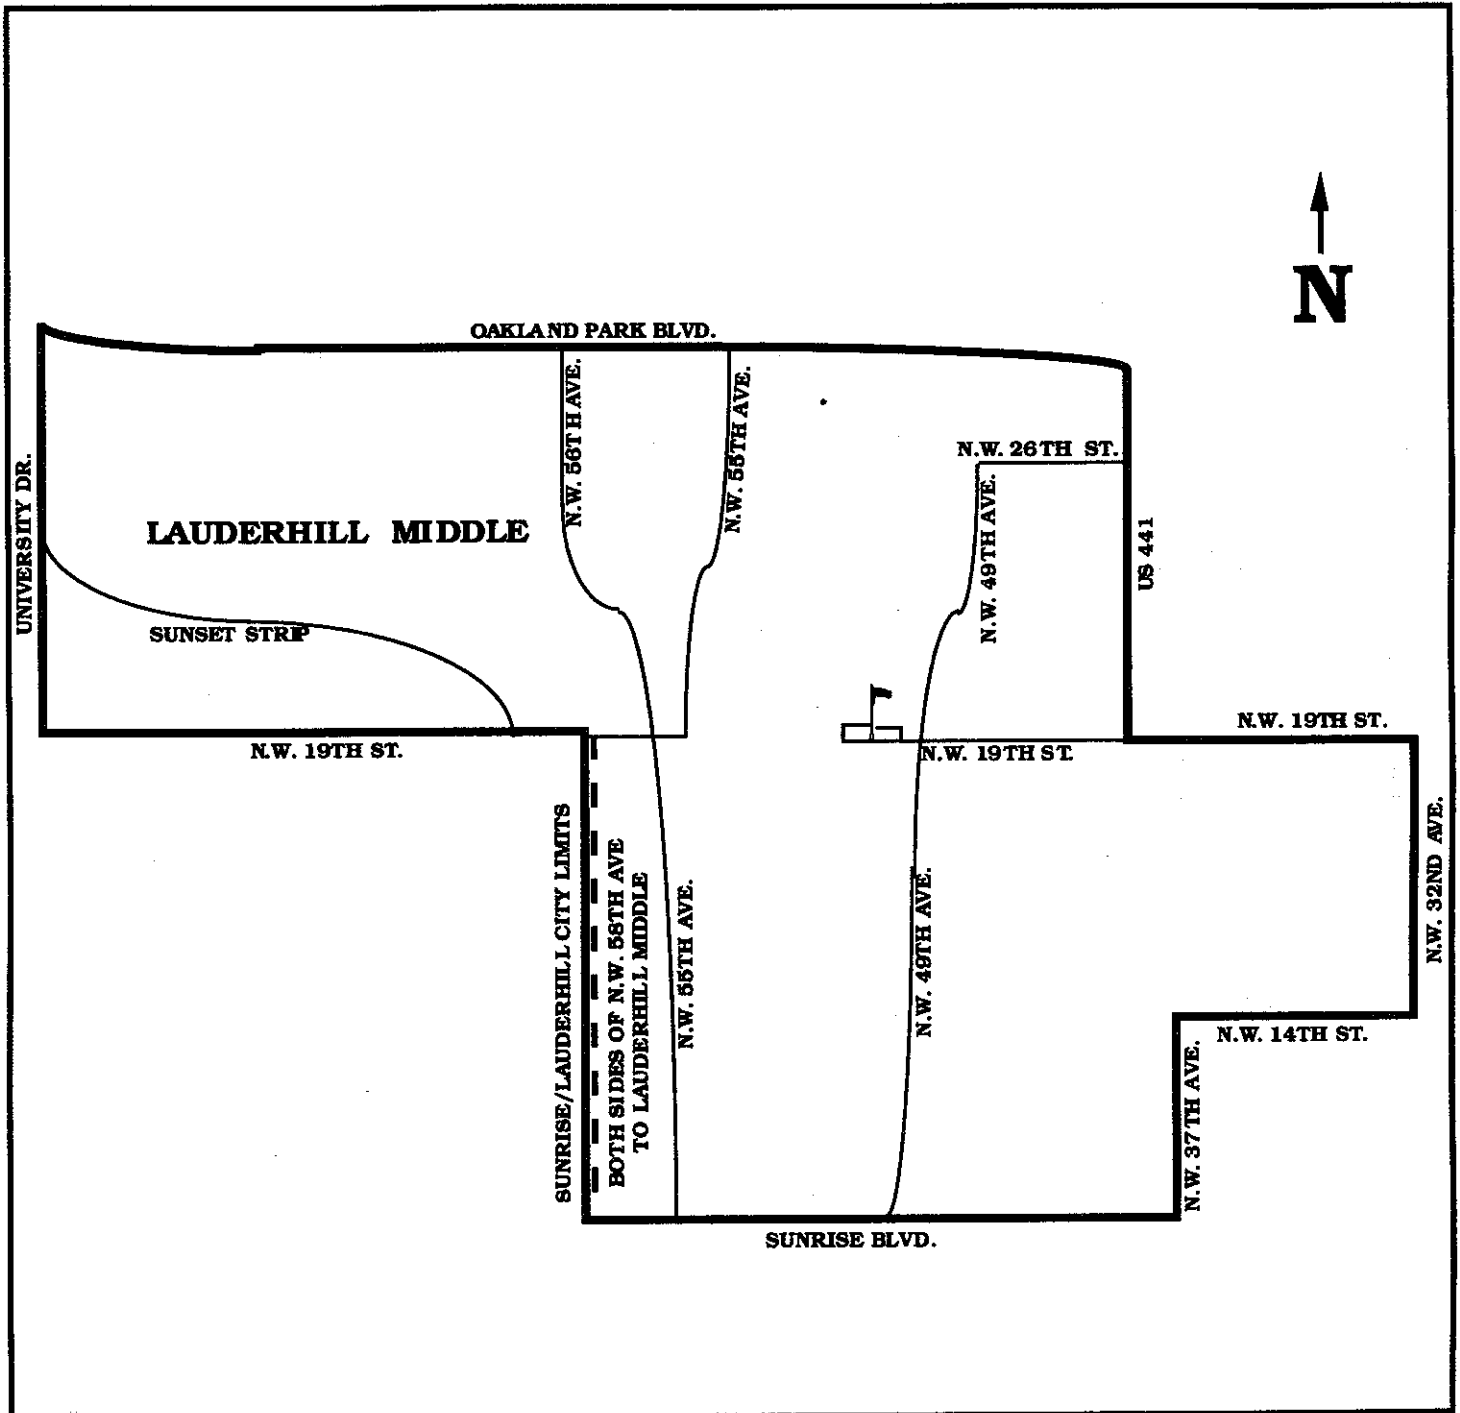 N
OAKLAND PARK BLVD.
N.W. 56TH AVE.
N.W. 55TH AVE.
N.W. 26TH ST.
UNIVERSITY DR.
LAUDERHILL MIDDLE
N.W. 49TH AVE.
US 441
SUNSET STRIP
N.W. 19TH ST.
N.W. 19TH ST.
N.W. 19TH ST.
SUNRISE/LAUDERHILL CITY LIMITS
BOTH SIDES OF N.W. 58TH AVE
TO LAUDERHILL MIDDLE
N.W. 55TH AVE.
N.W. 49TH AVE.
N.W. 32ND AVE.
N.W. 14TH ST.
N.W. 37TH AVE.
SUNRISE BLVD.